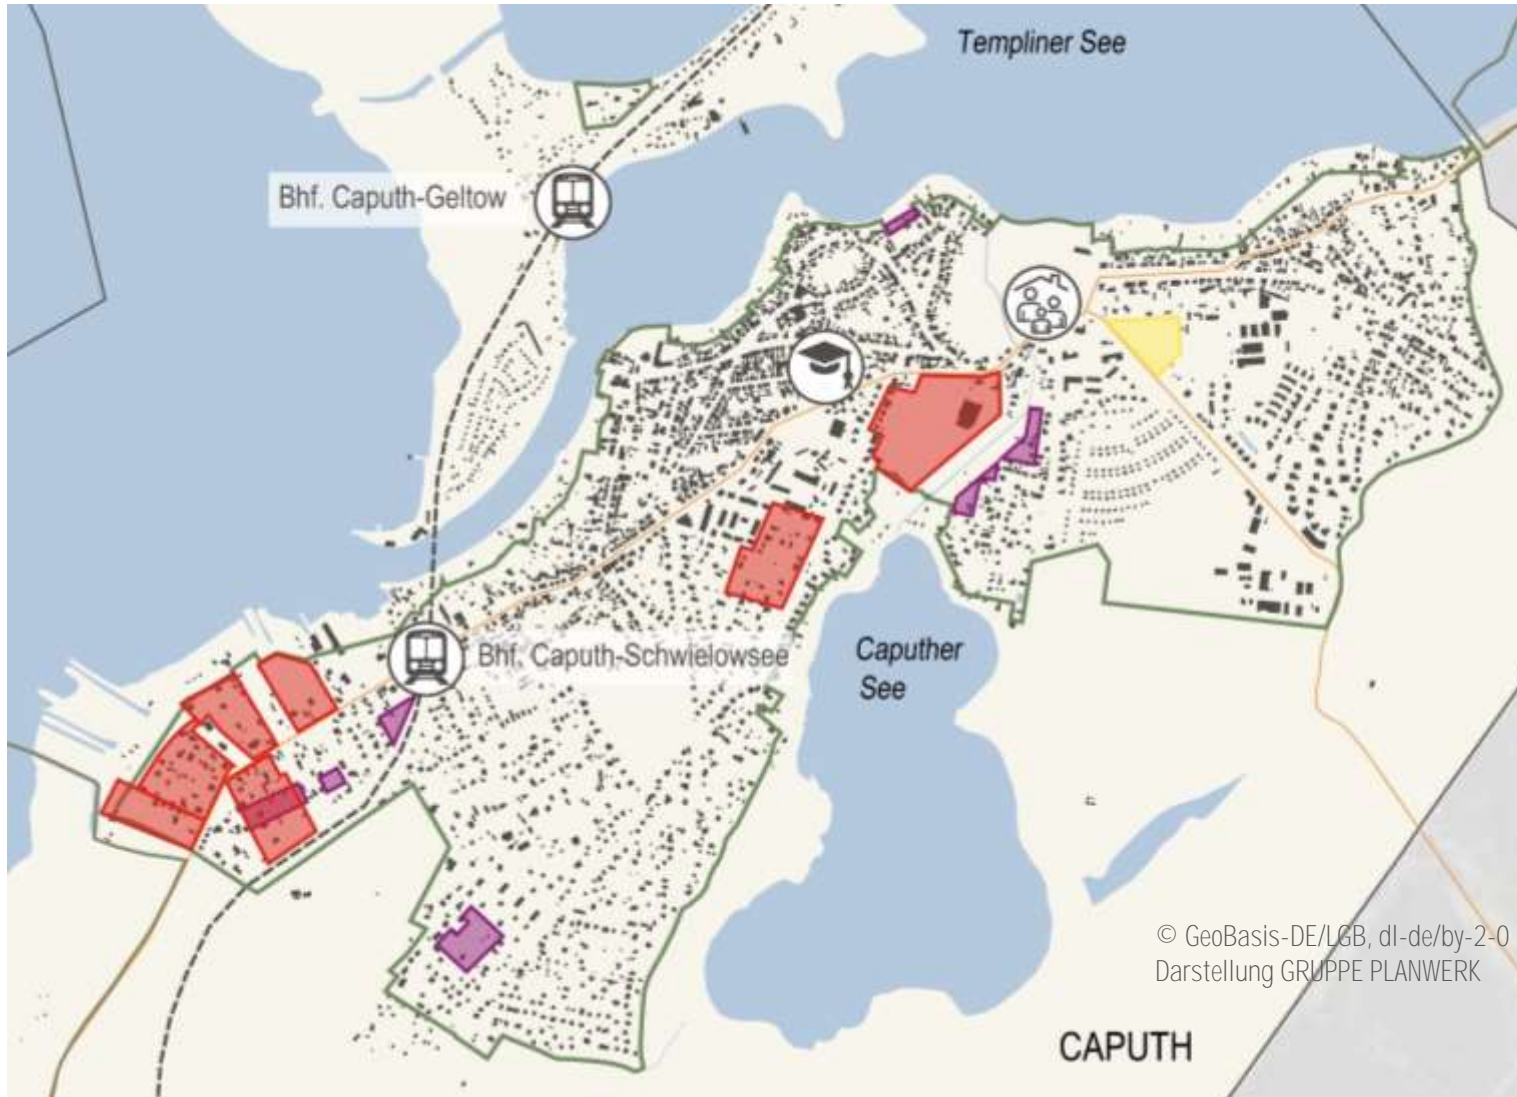 Templiner See
Bhf. Caputh-Geltow
Bhf. Caputh-Schwielowsee
Caputher
See
© GeoBasis-DE/LGB, dl-de/by-2-0
Darstellung GRUPPE PLANWERK
CAPUTH